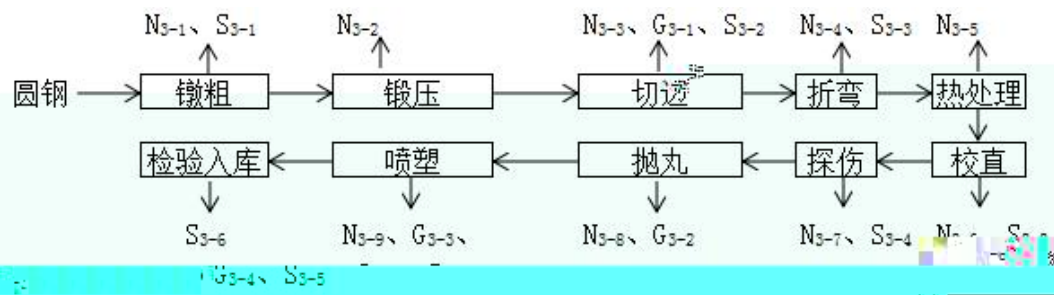 N₃₋₁、S₃₋₁ N₃₋₂ N₃₋₃、G₃₋₁、S₃₋₂ N₃₋₄、S₃₋₃ N₃₋₅
圆钢 镦粗 锻压 切边 折弯 热处理
检验入库 喷塑 抛丸 探伤 校直
S₃₋₆ N₃₋₉、G₃₋₃、 N₃₋₈、G₃₋₂ N₃₋₇、S₃₋₄
G₃₋₄、S₃₋₅